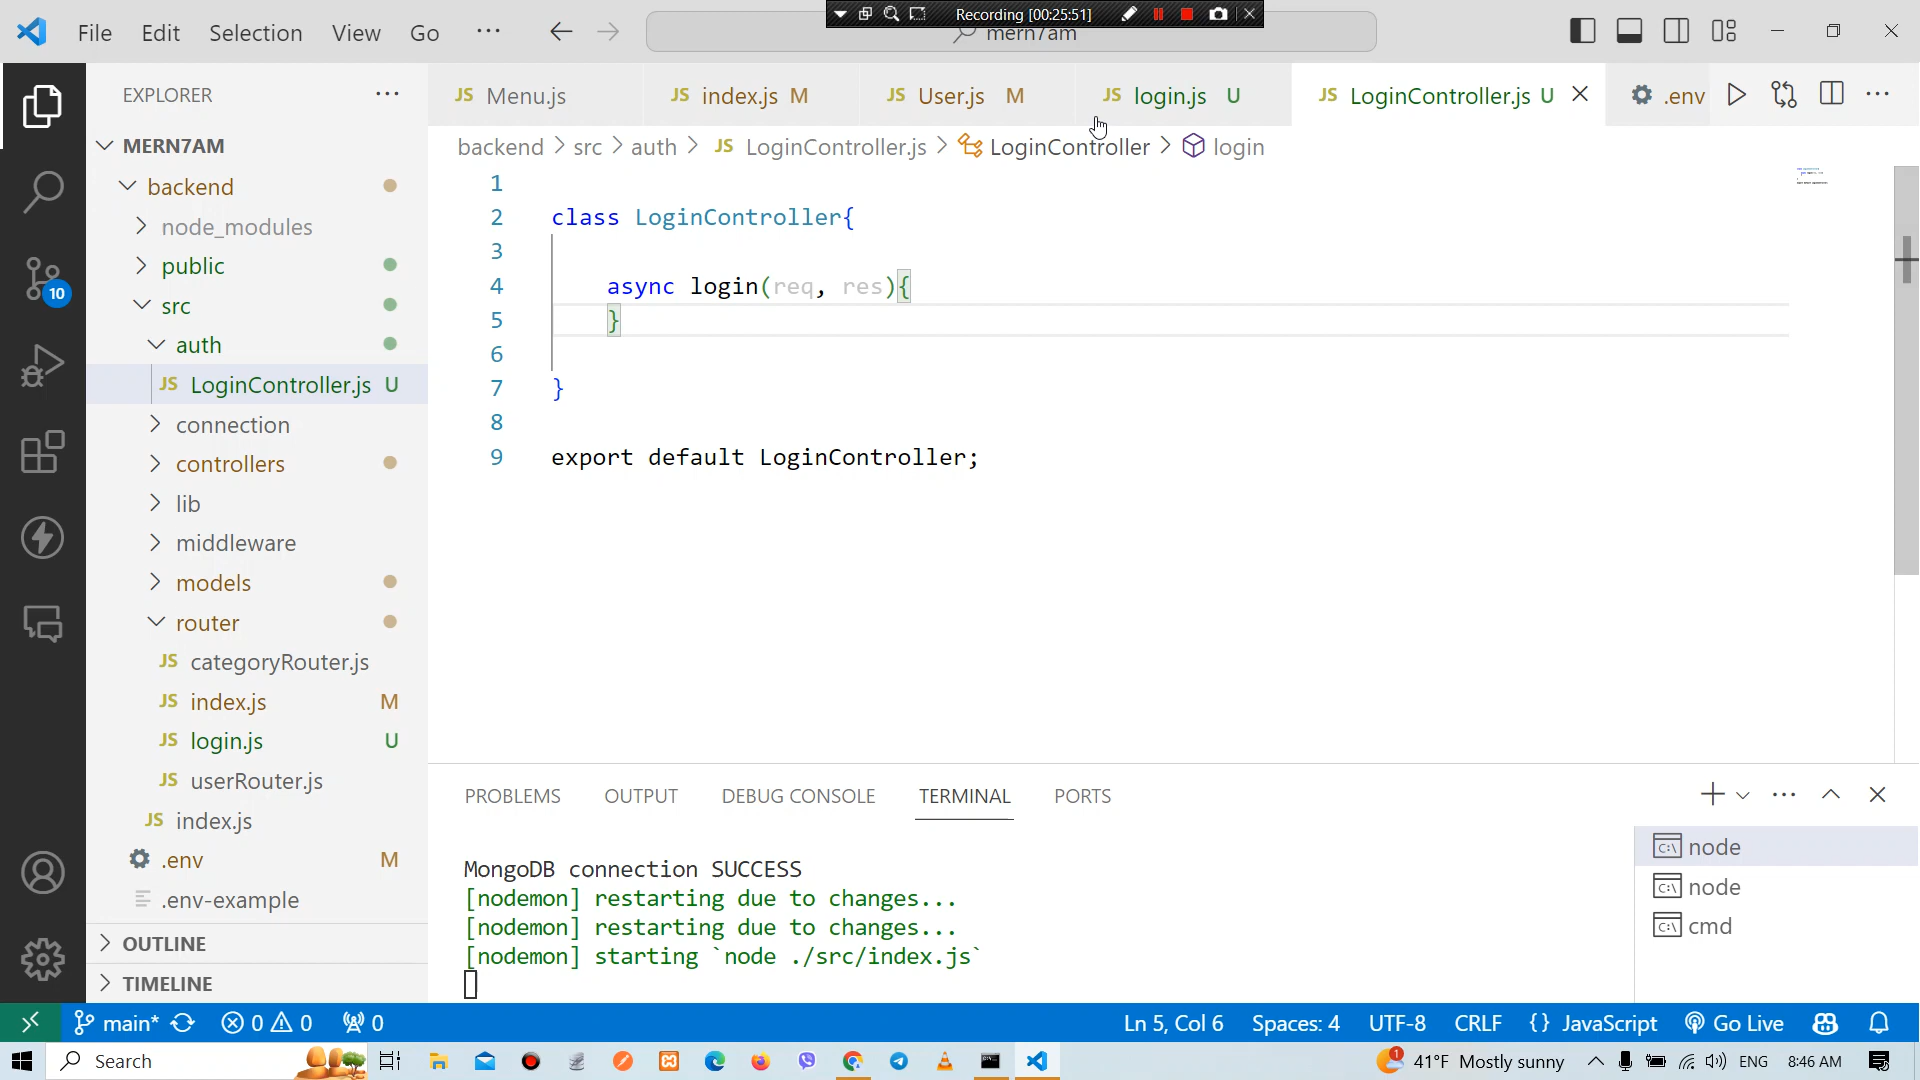 Recording [00:25:51]
File Edit Selection View Go ...
mern7am
EXPLORER
Menu.js
index.js M
User.js M
login.js U
LoginController.js U
.env
MERN7AM
backend > src > auth > JS LoginController.js > LoginController > login
backend
node_modules
public
src
auth
JS LoginController.js U
connection
controllers
lib
middleware
models
router
JS categoryRouter.js
JS index.js M
JS login.js U
JS userRouter.js
JS index.js
.env M
.env-example
OUTLINE
TIMELINE
10
1
2 class LoginController{
3
4 async login(req, res){
5 }
6
7 }
8
9 export default LoginController;
PROBLEMS OUTPUT DEBUG CONSOLE TERMINAL PORTS
MongoDB connection SUCCESS
[nodemon] restarting due to changes...
[nodemon] restarting due to changes...
[nodemon] starting `node ./src/index.js`
node
node
cmd
main* 0 0 0
Ln 5, Col 6 Spaces: 4 UTF-8 CRLF {} JavaScript Go Live
Search
1 41°F Mostly sunny ENG 8:46 AM